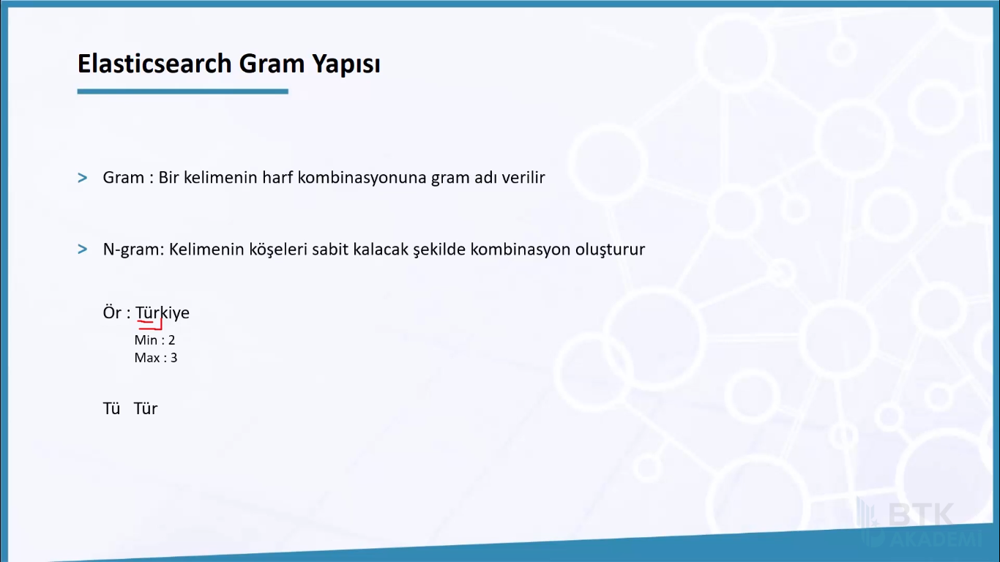 Elasticsearch Gram Yapısı
> Gram : Bir kelimenin harf kombinasyonuna gram adı verilir
> N-gram: Kelimenin köşeleri sabit kalacak şekilde kombinasyon oluşturur
Ör : Türkiye
Min : 2
Max : 3
Tü Tür
BTK
AKADEMİ